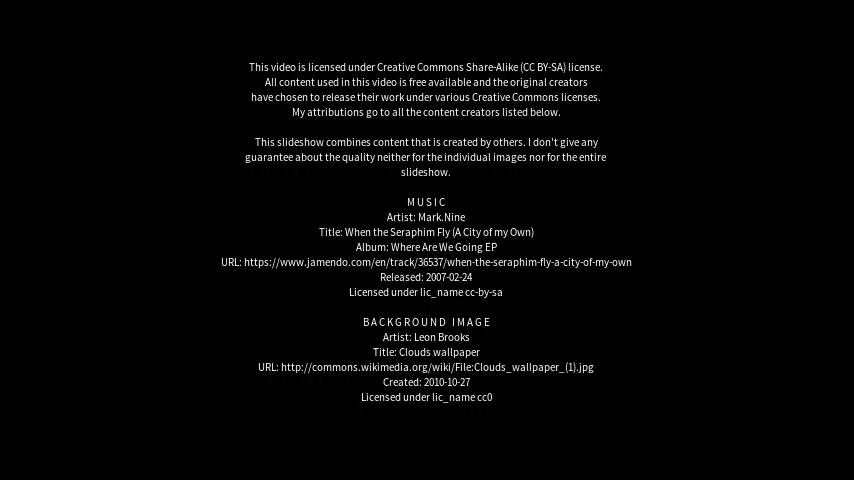 This video is licensed under Creative Commons Share-Alike (CC BY-SA) license.
All content used in this video is free available and the original creators
have chosen to release their work under various Creative Commons licenses.
My attributions go to all the content creators listed below.
This slideshow combines content that is created by others. I don't give any
guarantee about the quality neither for the individual images nor for the entire
slideshow.
MUSIC
Artist: Mark.Nine
Title: When the Seraphim Fly (A City of my Own)
Album: Where Are We Going EP
URL: https://www.jamendo.com/en/track/36537/when-the-seraphim-fly-a-city-of-my-own
Released: 2007-02-24
Licensed under lic_name cc-by-sa
BACKGROUND IMAGE
Artist: Leon Brooks
Title: Clouds wallpaper
URL: http://commons.wikimedia.org/wiki/File:Clouds_wallpaper_(1).jpg
Created: 2010-10-27
Licensed under lic_name cc0